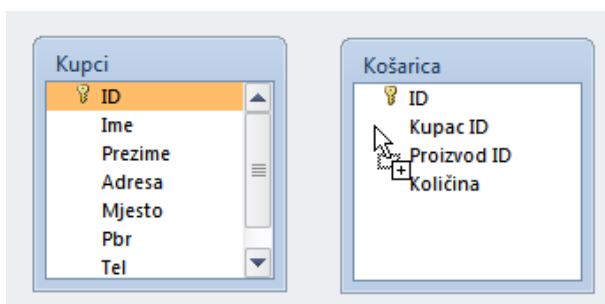 Kupci
ID
Ime
Prezime
Adresa
Mjesto
Pbr
Tel
Košarica
ID
Kupac ID
Proizvod ID
Količina